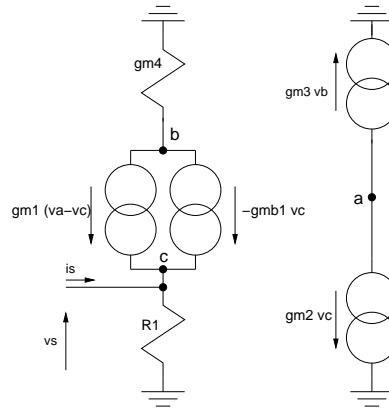 gm4
gm3 vb
b
a
gm1 (va-vc)
-gmb1 vc
c
is
gm2 vc
R1
vs